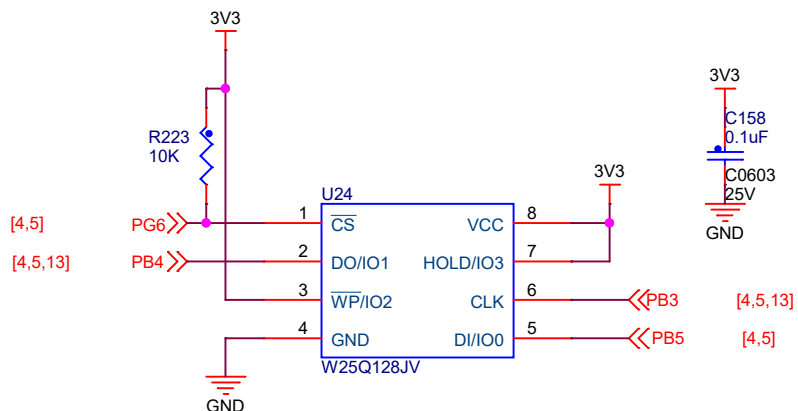 3V3
3V3
R223
10K
C158
0.1uF
C0603
25V
GND
3V3
U24
[4,5] PG6 1 CS VCC 8
[4,5,13] PB4 2 DO/IO1 HOLD/IO3 7
3 WP/IO2 CLK 6 PB3 [4,5,13]
4 GND DI/IO0 5 PB5 [4,5]
W25Q128JV
GND